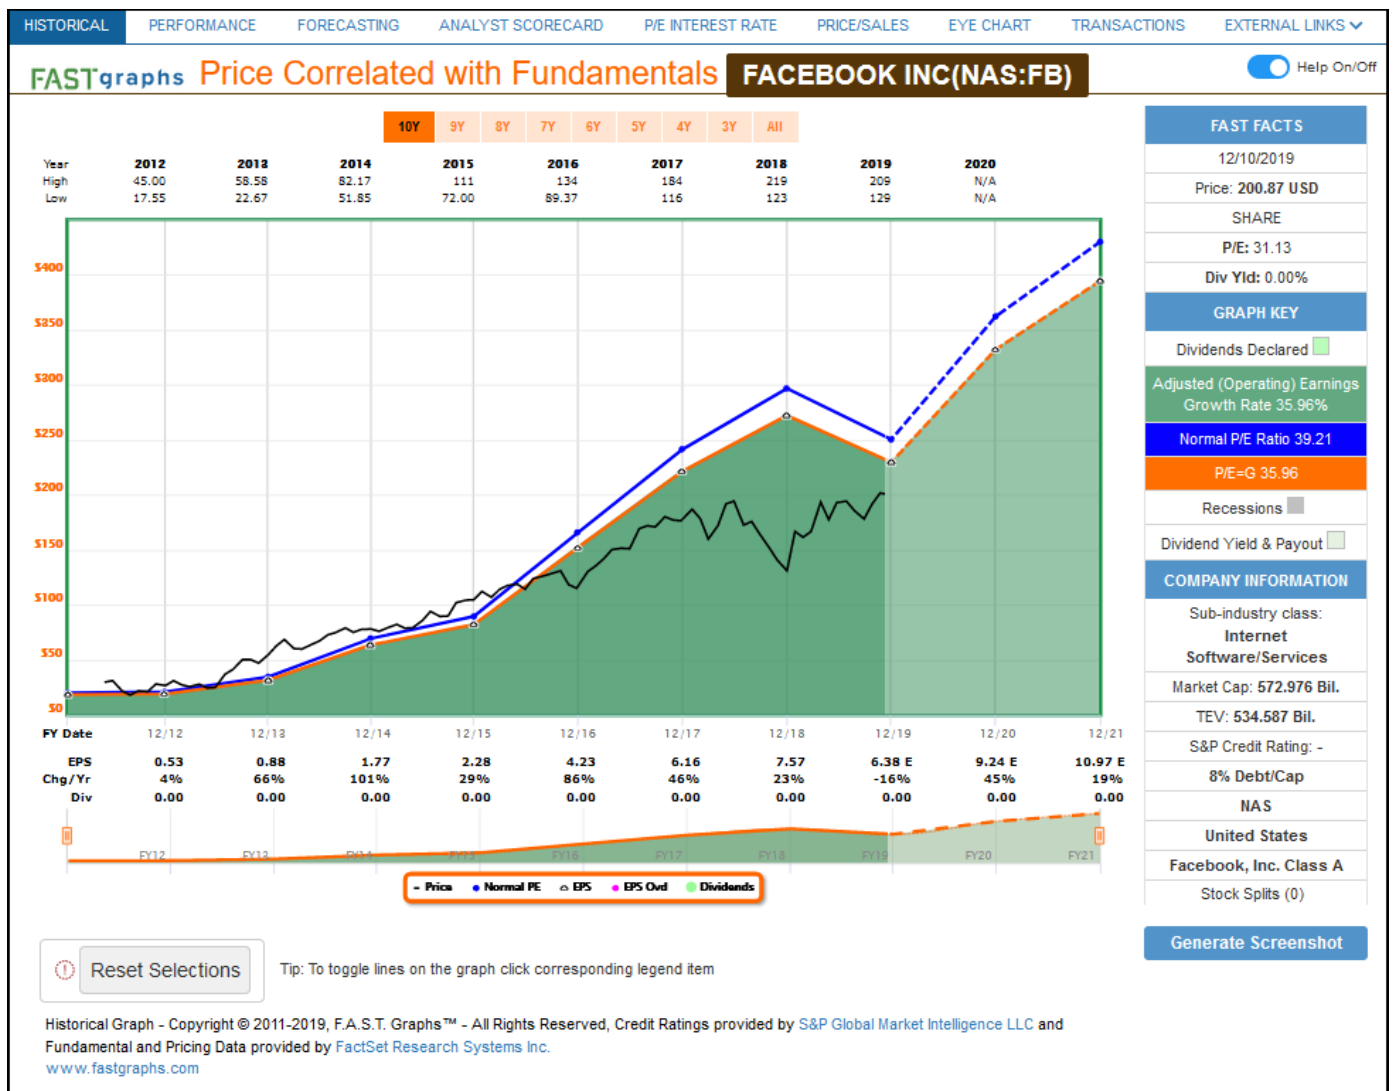 HISTORICAL PERFORMANCE FORECASTING ANALYST SCORECARD P/E INTEREST RATE PRICE/SALES EYE CHART TRANSACTIONS EXTERNAL LINKS
FAST graphs Price Correlated with Fundamentals FACEBOOK INC(NAS:FB) Help On/Off
10Y 9Y 8Y 7Y 6Y 5Y 4Y 3Y All
Year 2012 2013 2014 2015 2016 2017 2018 2019 2020
High 45.00 58.58 82.17 111 134 184 219 209 N/A
Low 17.55 22.67 51.85 72.00 89.37 116 123 129 N/A
$400
$350
$300
$250
$200
$150
$100
$50
$0
FY Date 12/12 12/13 12/14 12/15 12/16 12/17 12/18 12/19 12/20 12/21
EPS 0.53 0.88 1.77 2.28 4.23 6.16 7.57 6.38 E 9.24 E 10.97 E
Chg/Yr 4% 66% 101% 29% 86% 46% 23% -16% 45% 19%
Div 0.00 0.00 0.00 0.00 0.00 0.00 0.00 0.00 0.00 0.00
FY12 FY13 FY14 FY15 FY16 FY17 FY18 FY19 FY20 FY21
Price Normal PE EPS EPS Ovd Dividends
FAST FACTS
12/10/2019
Price: 200.87 USD
SHARE
P/E: 31.13
Div Yld: 0.00%
GRAPH KEY
Dividends Declared
Adjusted (Operating) Earnings
Growth Rate 35.96%
Normal P/E Ratio 39.21
P/E=G 35.96
Recessions
Dividend Yield & Payout
COMPANY INFORMATION
Sub-industry class:
Internet
Software/Services
Market Cap: 572.976 Bil.
TEV: 534.587 Bil.
S&P Credit Rating: -
8% Debt/Cap
NAS
United States
Facebook, Inc. Class A
Stock Splits (0)
Generate Screenshot
Reset Selections Tip: To toggle lines on the graph click corresponding legend item
Historical Graph - Copyright © 2011-2019, F.A.S.T. Graphs™ - All Rights Reserved, Credit Ratings provided by S&P Global Market Intelligence LLC and
Fundamental and Pricing Data provided by FactSet Research Systems Inc.
www.fastgraphs.com